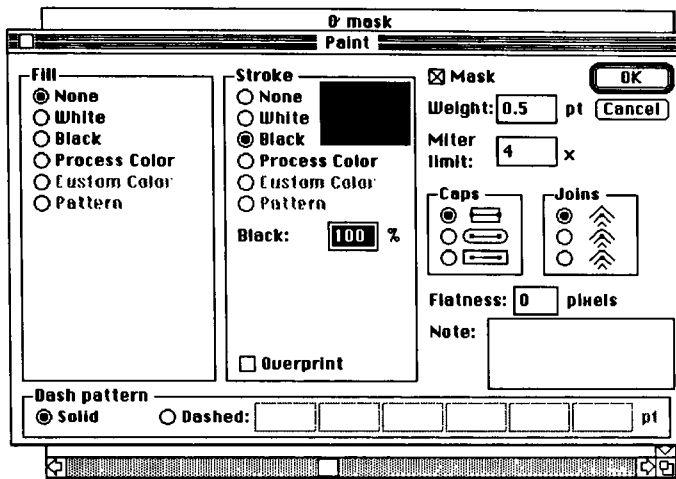 & mask
Paint
Fill
None
White
Black
Process Color
Custom Color
Pattern
Stroke
None
White
Black
Process Color
Custom Color
Pattern
Black: 100 %
Overprint
Mask
OK
Weight: 0.5 pt
Cancel
Miter
limit: 4 x
Caps
Joins
Flatness: 0 pixels
Note:
Dash pattern
Solid
Dashed:
pt